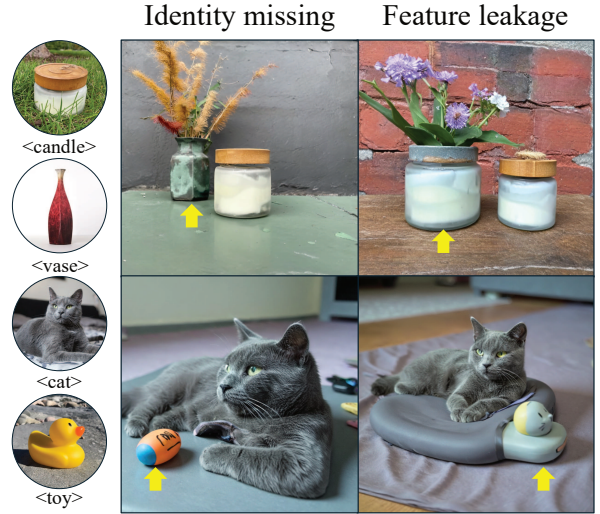 Identity missing
Feature leakage
<candle>
<vase>
<cat>
<toy>